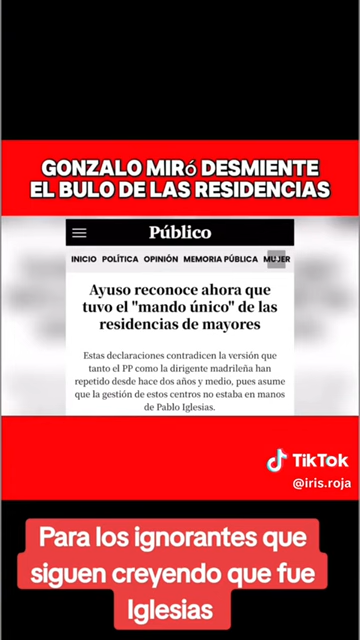 GONZALO MIRó DESMIENTE
EL BULO DE LAS RESIDENCIAS
Público
INICIO POLÍTICA OPINIÓN MEMORIA PÚBLICA MUJER
Ayuso reconoce ahora que
tuvo el "mando único" de las
residencias de mayores
Estas declaraciones contradicen la versión que
tanto el PP como la dirigente madrileña han
repetido desde hace dos años y medio, pues asume
que la gestión de estos centros no estaba en manos
de Pablo Iglesias.
TikTok
@iris.roja
Para los ignorantes que
siguen creyendo que fue
Iglesias